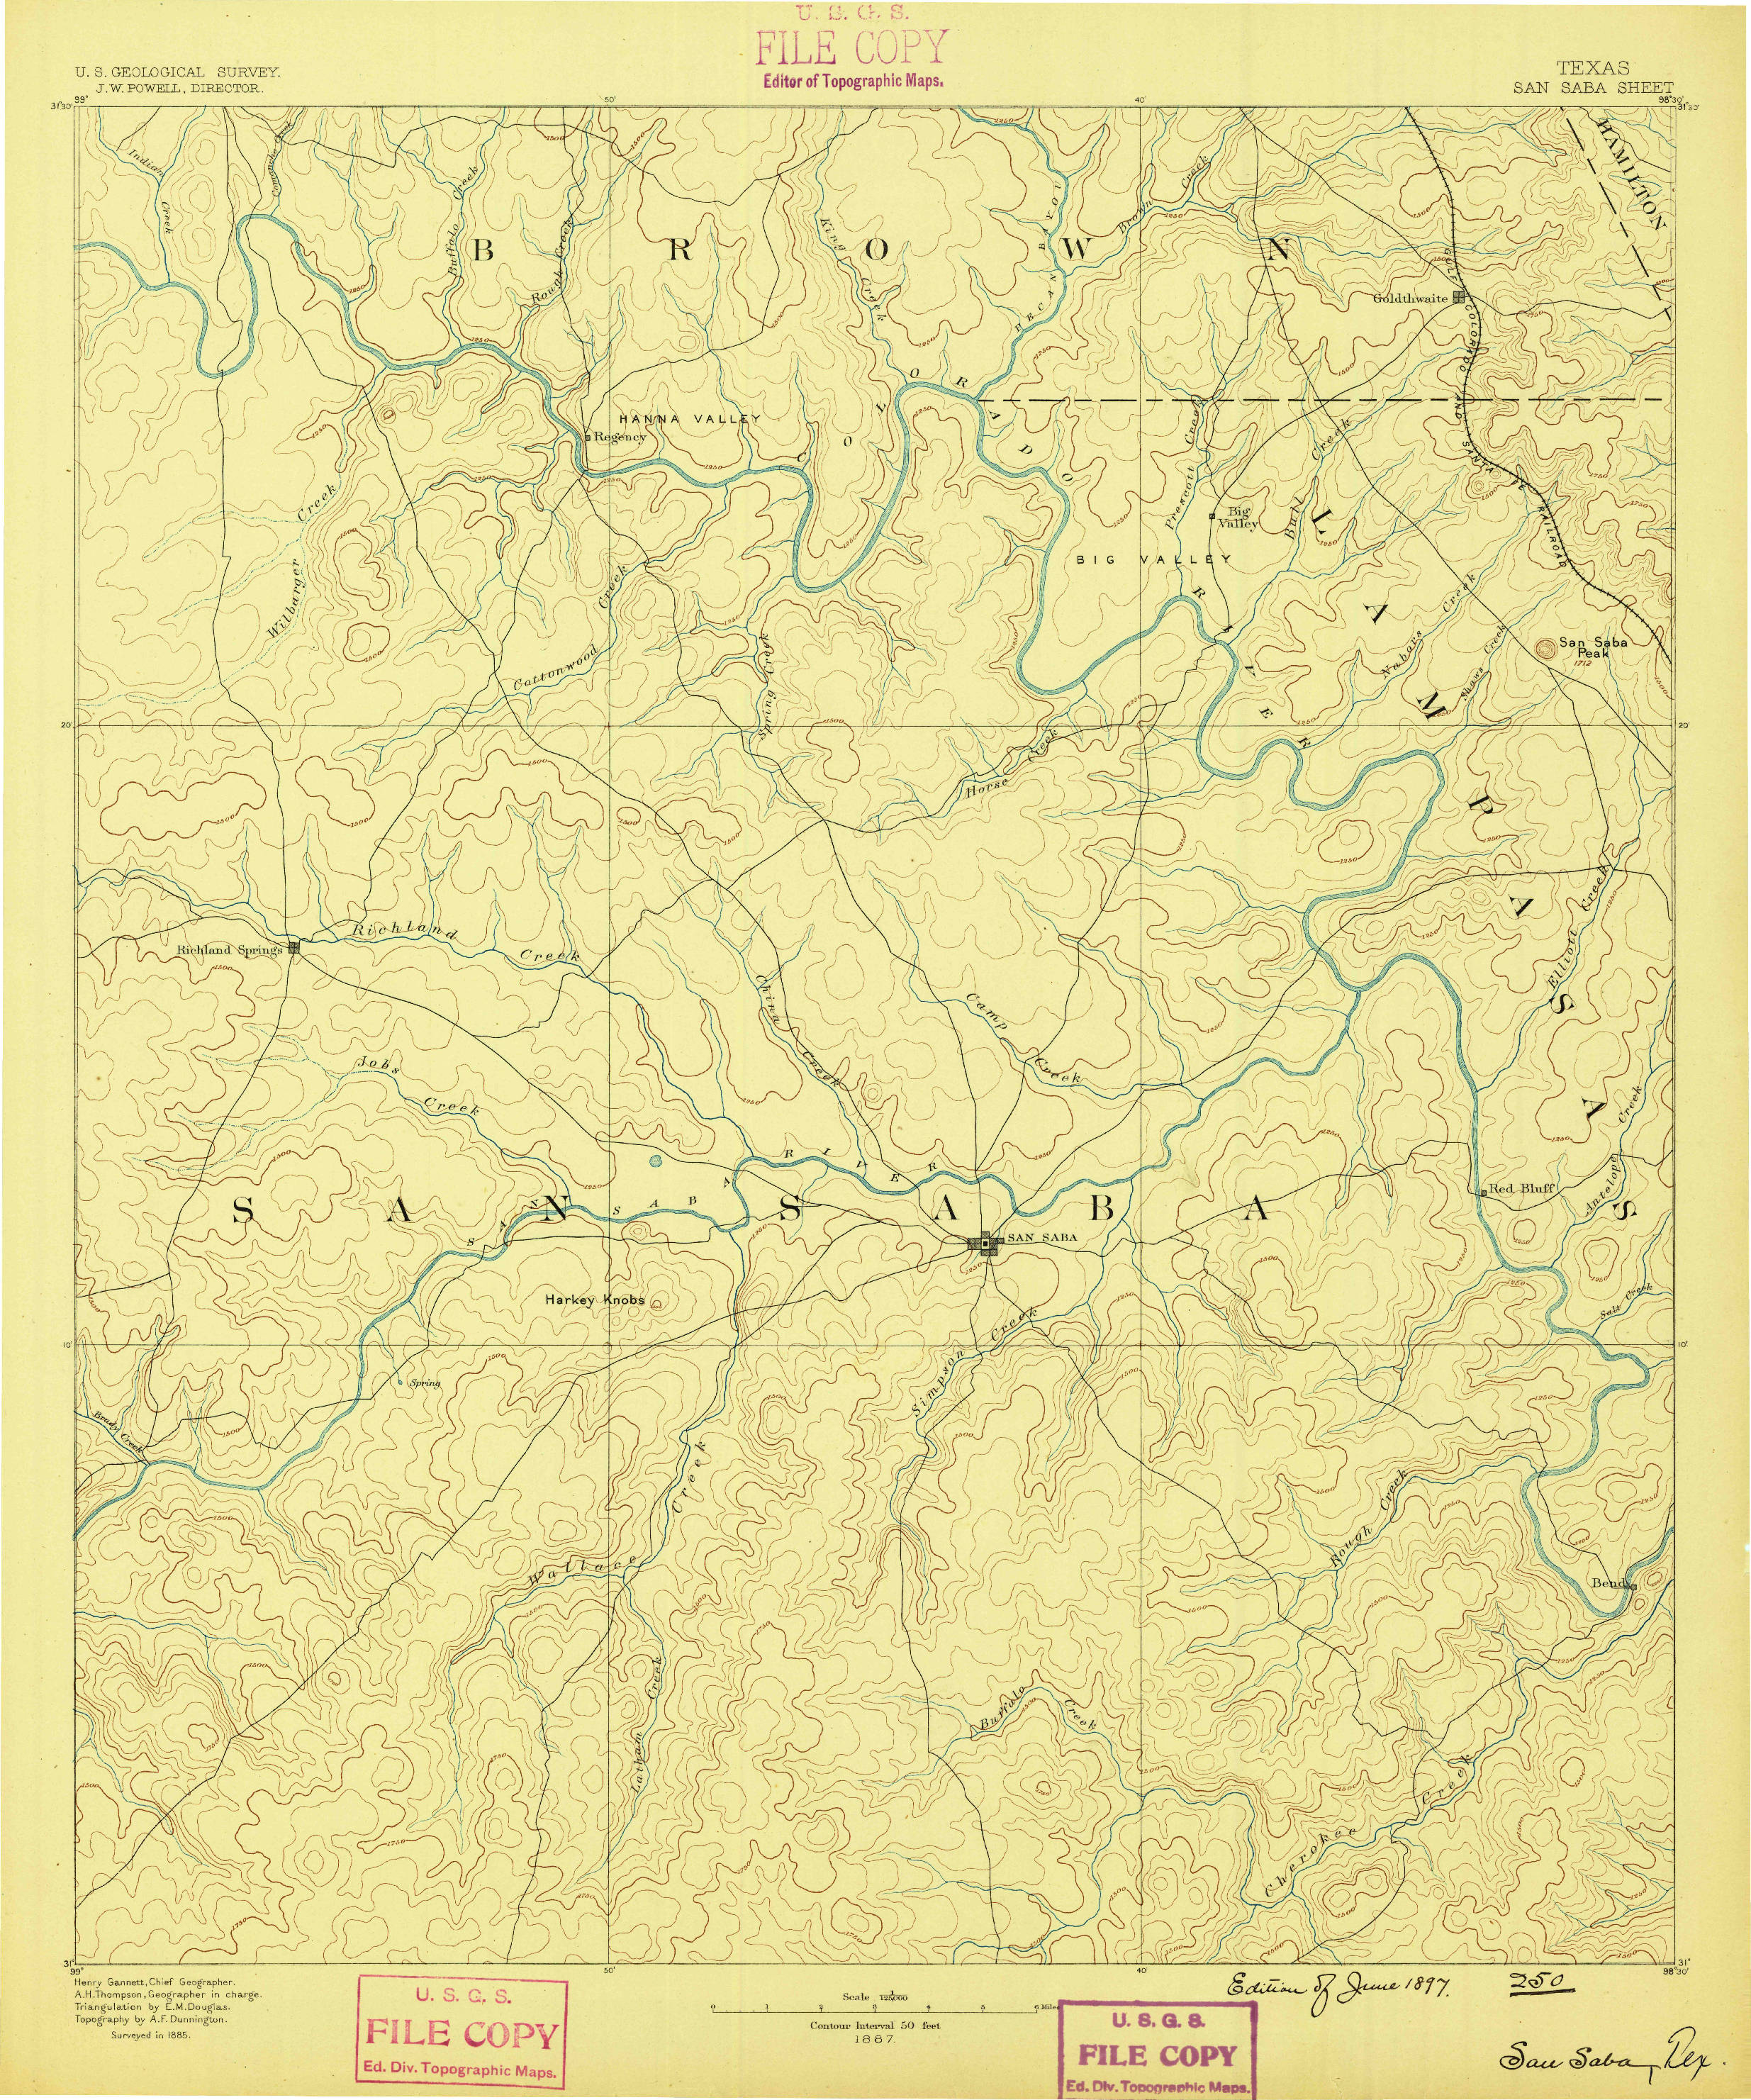 U. S. G. S.
FILE COPY
Editor of Topographic Maps.
U. S. GEOLOGICAL SURVEY.
J. W. POWELL, DIRECTOR.
TEXAS
SAN SABA SHEET
99°
31°30'
50'
40'
98°30'
31°30'
HAMILTON
Indian
Creek
Comanche Creek
Buffalo Creek
Rough Creek
King Creek
PECAN BAYOU
Brown Creek
BROWN
Goldthwaite
GULF COLORADO AND SANTA FE RAILROAD
HANNA VALLEY
Regency
COLORADO RIVER
Prescott Creek
Big
Valley
Bull Creek
BIG VALLEY
LAMPASAS
Wilbarger Creek
Cottonwood Creek
Spring Creek
Nabors Creek
Shaws Creek
San Saba
Peak
1712
20'
20'
Horse Creek
Richland Springs
Richland Creek
China Creek
Camp Creek
Elliott Creek
Jobs Creek
Antelope Creek
Red Bluff
SAN SABA RIVER
SAN SABA
SAN SABA
Harkey Knobs
Salt Creek
10'
10'
Spring
Simpson Creek
Brady Creek
Wallace Creek
Rough Creek
Bend
Latham Creek
Buffalo Creek
Cherokee Creek
31°
99°
50'
40'
31°
98°30'
Henry Gannett, Chief Geographer.
A.H. Thompson, Geographer in charge.
Triangulation by E.M. Douglas.
Topography by A.F. Dunnington.
Surveyed in 1885.
U. S. G. S.
FILE COPY
Ed. Div. Topographic Maps.
Scale 1/125000
0 1 2 3 4 5 6 Miles
Contour Interval 50 feet
1887.
U. S. G. S.
FILE COPY
Ed. Div. Topographic Maps.
Edition of June 1897.
250
San Saba, Tex.